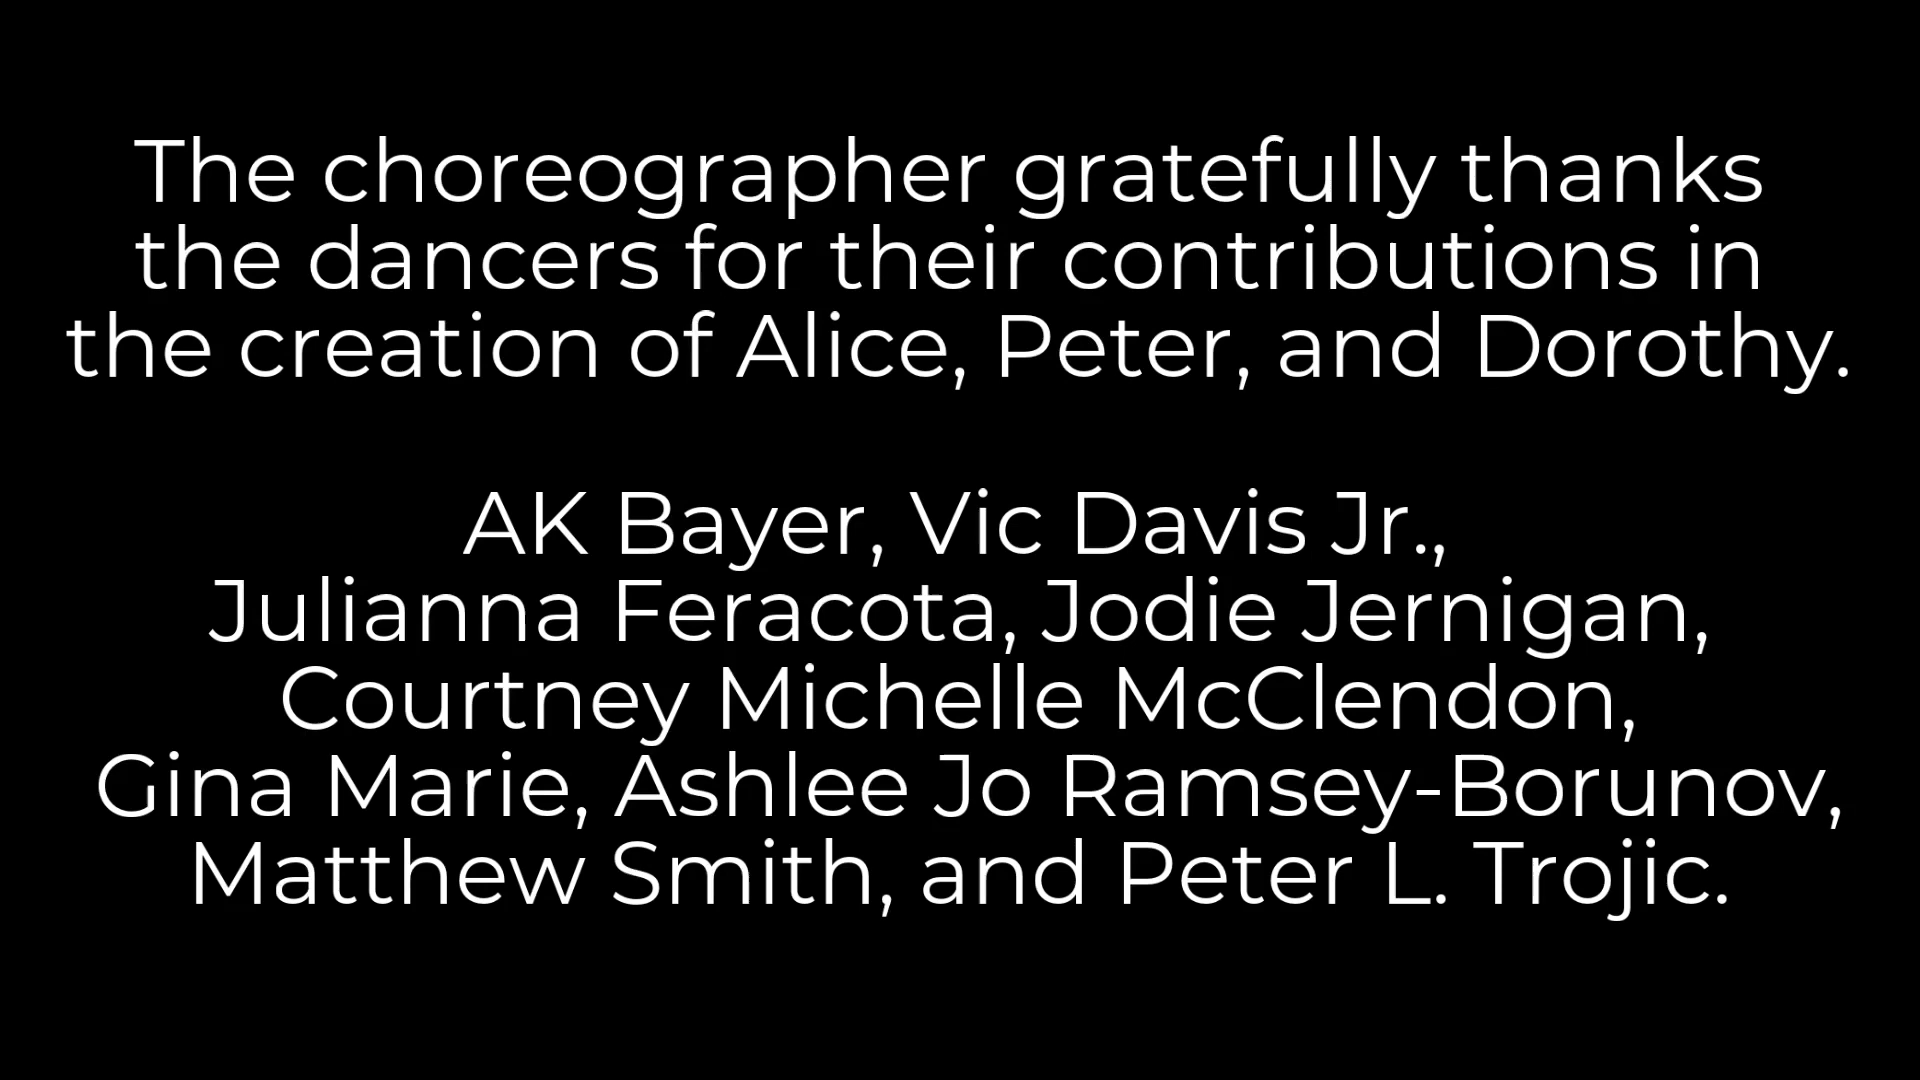 The choreographer gratefully thanks
the dancers for their contributions in
the creation of Alice, Peter, and Dorothy.
AK Bayer, Vic Davis Jr.,
Julianna Feracota, Jodie Jernigan,
Courtney Michelle McClendon,
Gina Marie, Ashlee Jo Ramsey-Borunov,
Matthew Smith, and Peter L. Trojic.